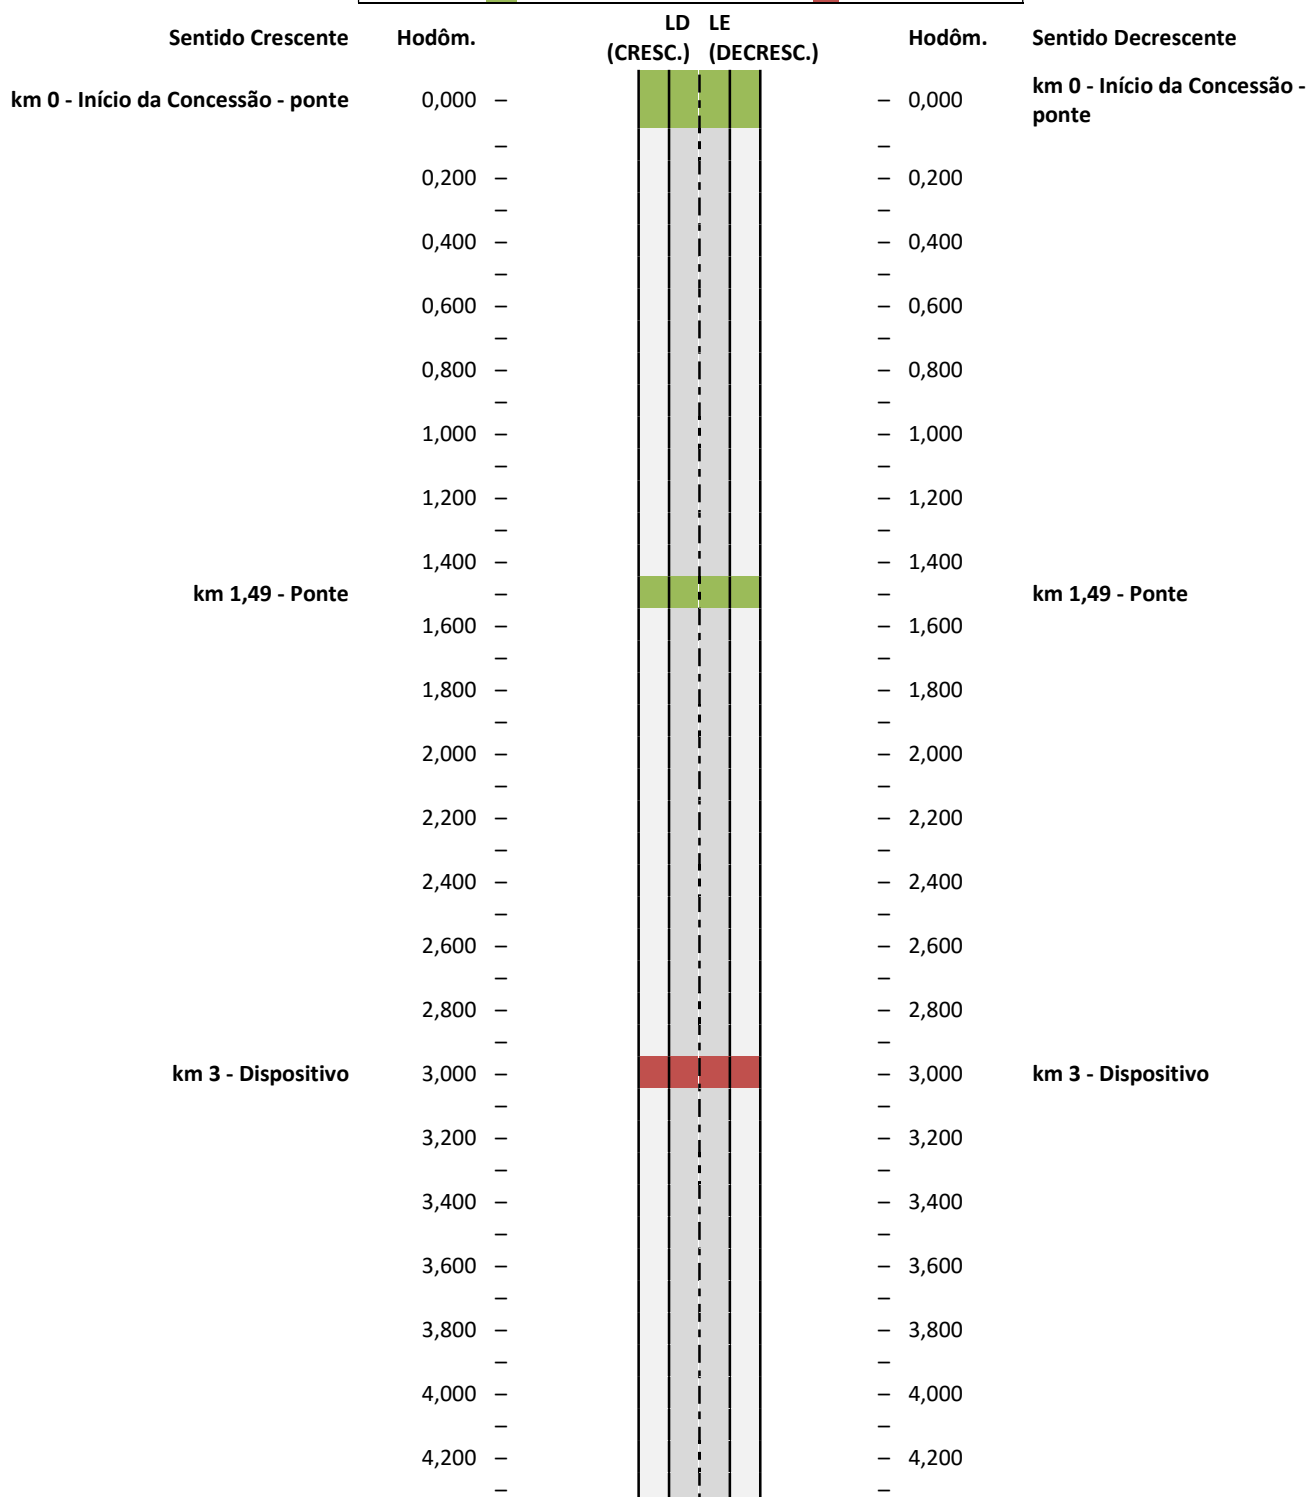 Sentido Crescente Hodôm. LD LE Hodôm. Sentido Decrescente
(CRESC.) (DECRESC.)
km 0 - Início da Concessão - ponte 0,000 – – 0,000 km 0 - Início da Concessão -
ponte
– –
0,200 – – 0,200
– –
0,400 – – 0,400
– –
0,600 – – 0,600
– –
0,800 – – 0,800
– –
1,000 – – 1,000
– –
1,200 – – 1,200
– –
1,400 – – 1,400
km 1,49 - Ponte – – km 1,49 - Ponte
1,600 – – 1,600
– –
1,800 – – 1,800
– –
2,000 – – 2,000
– –
2,200 – – 2,200
– –
2,400 – – 2,400
– –
2,600 – – 2,600
– –
2,800 – – 2,800
– –
km 3 - Dispositivo 3,000 – – 3,000 km 3 - Dispositivo
– –
3,200 – – 3,200
– –
3,400 – – 3,400
– –
3,600 – – 3,600
– –
3,800 – – 3,800
– –
4,000 – – 4,000
– –
4,200 – – 4,200
– –